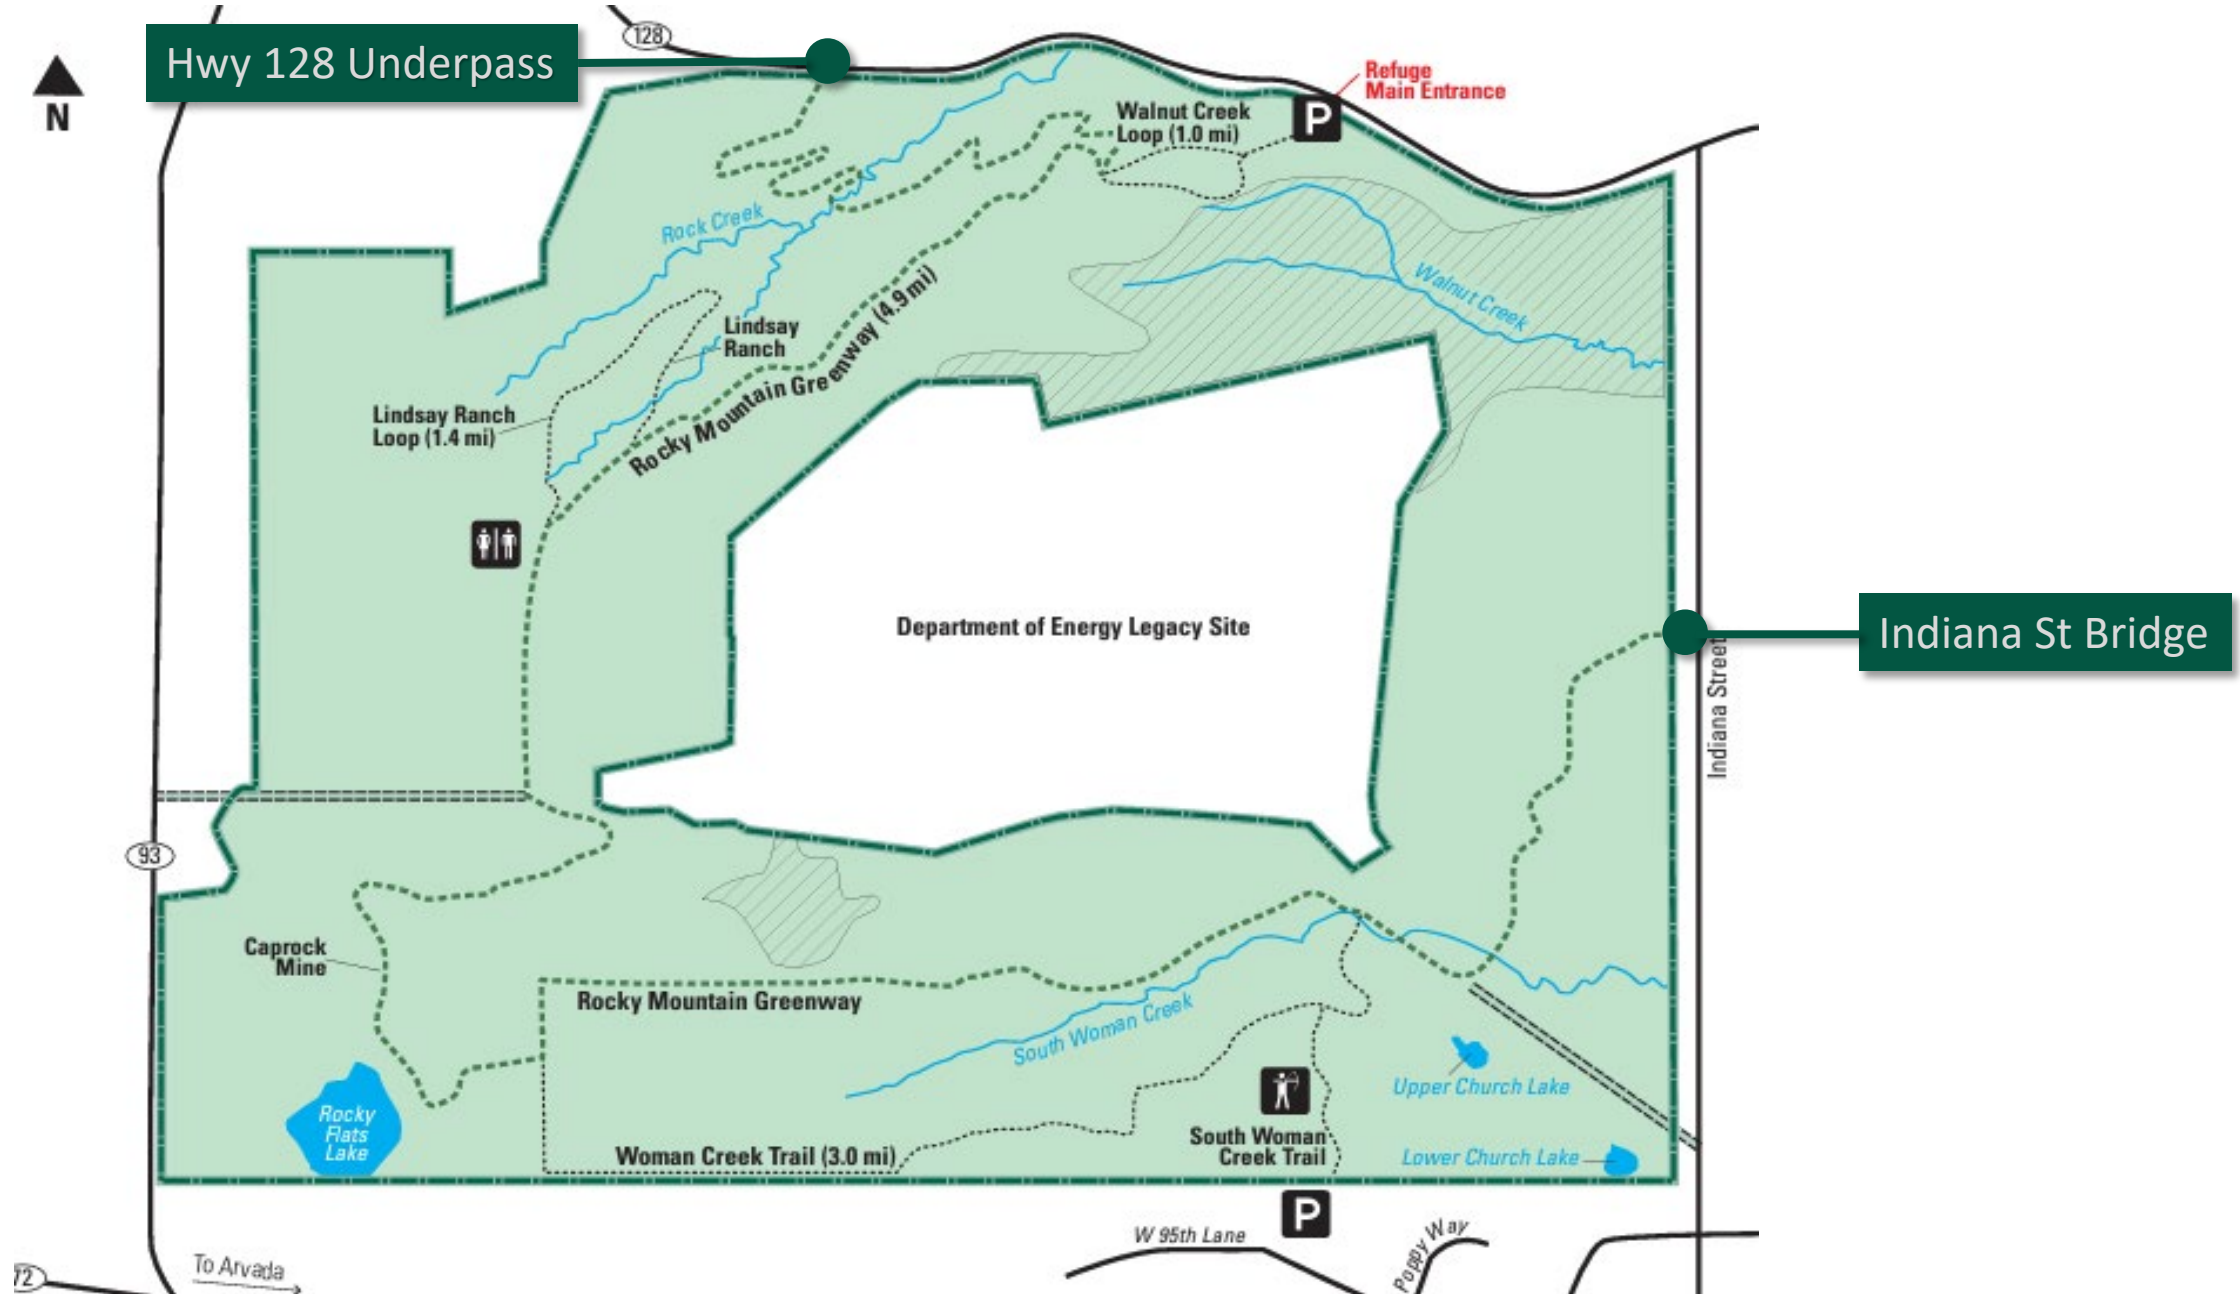 128
Hwy 128 Underpass
N
Refuge
Main Entrance
P
Walnut Creek
Loop (1.0 mi)
Rock Creek
Walnut Creek
Lindsay
Ranch
Rocky Mountain Greenway (4.9 mi)
Lindsay Ranch
Loop (1.4 mi)
Department of Energy Legacy Site
Indiana St Bridge
Indiana Street
93
Caprock
Mine
Rocky Mountain Greenway
South Woman Creek
Upper Church Lake
Rocky
Flats
Lake
Woman Creek Trail (3.0 mi)
South Woman
Creek Trail
Lower Church Lake
P
W 95th Lane
Poppy Way
To Arvada
72